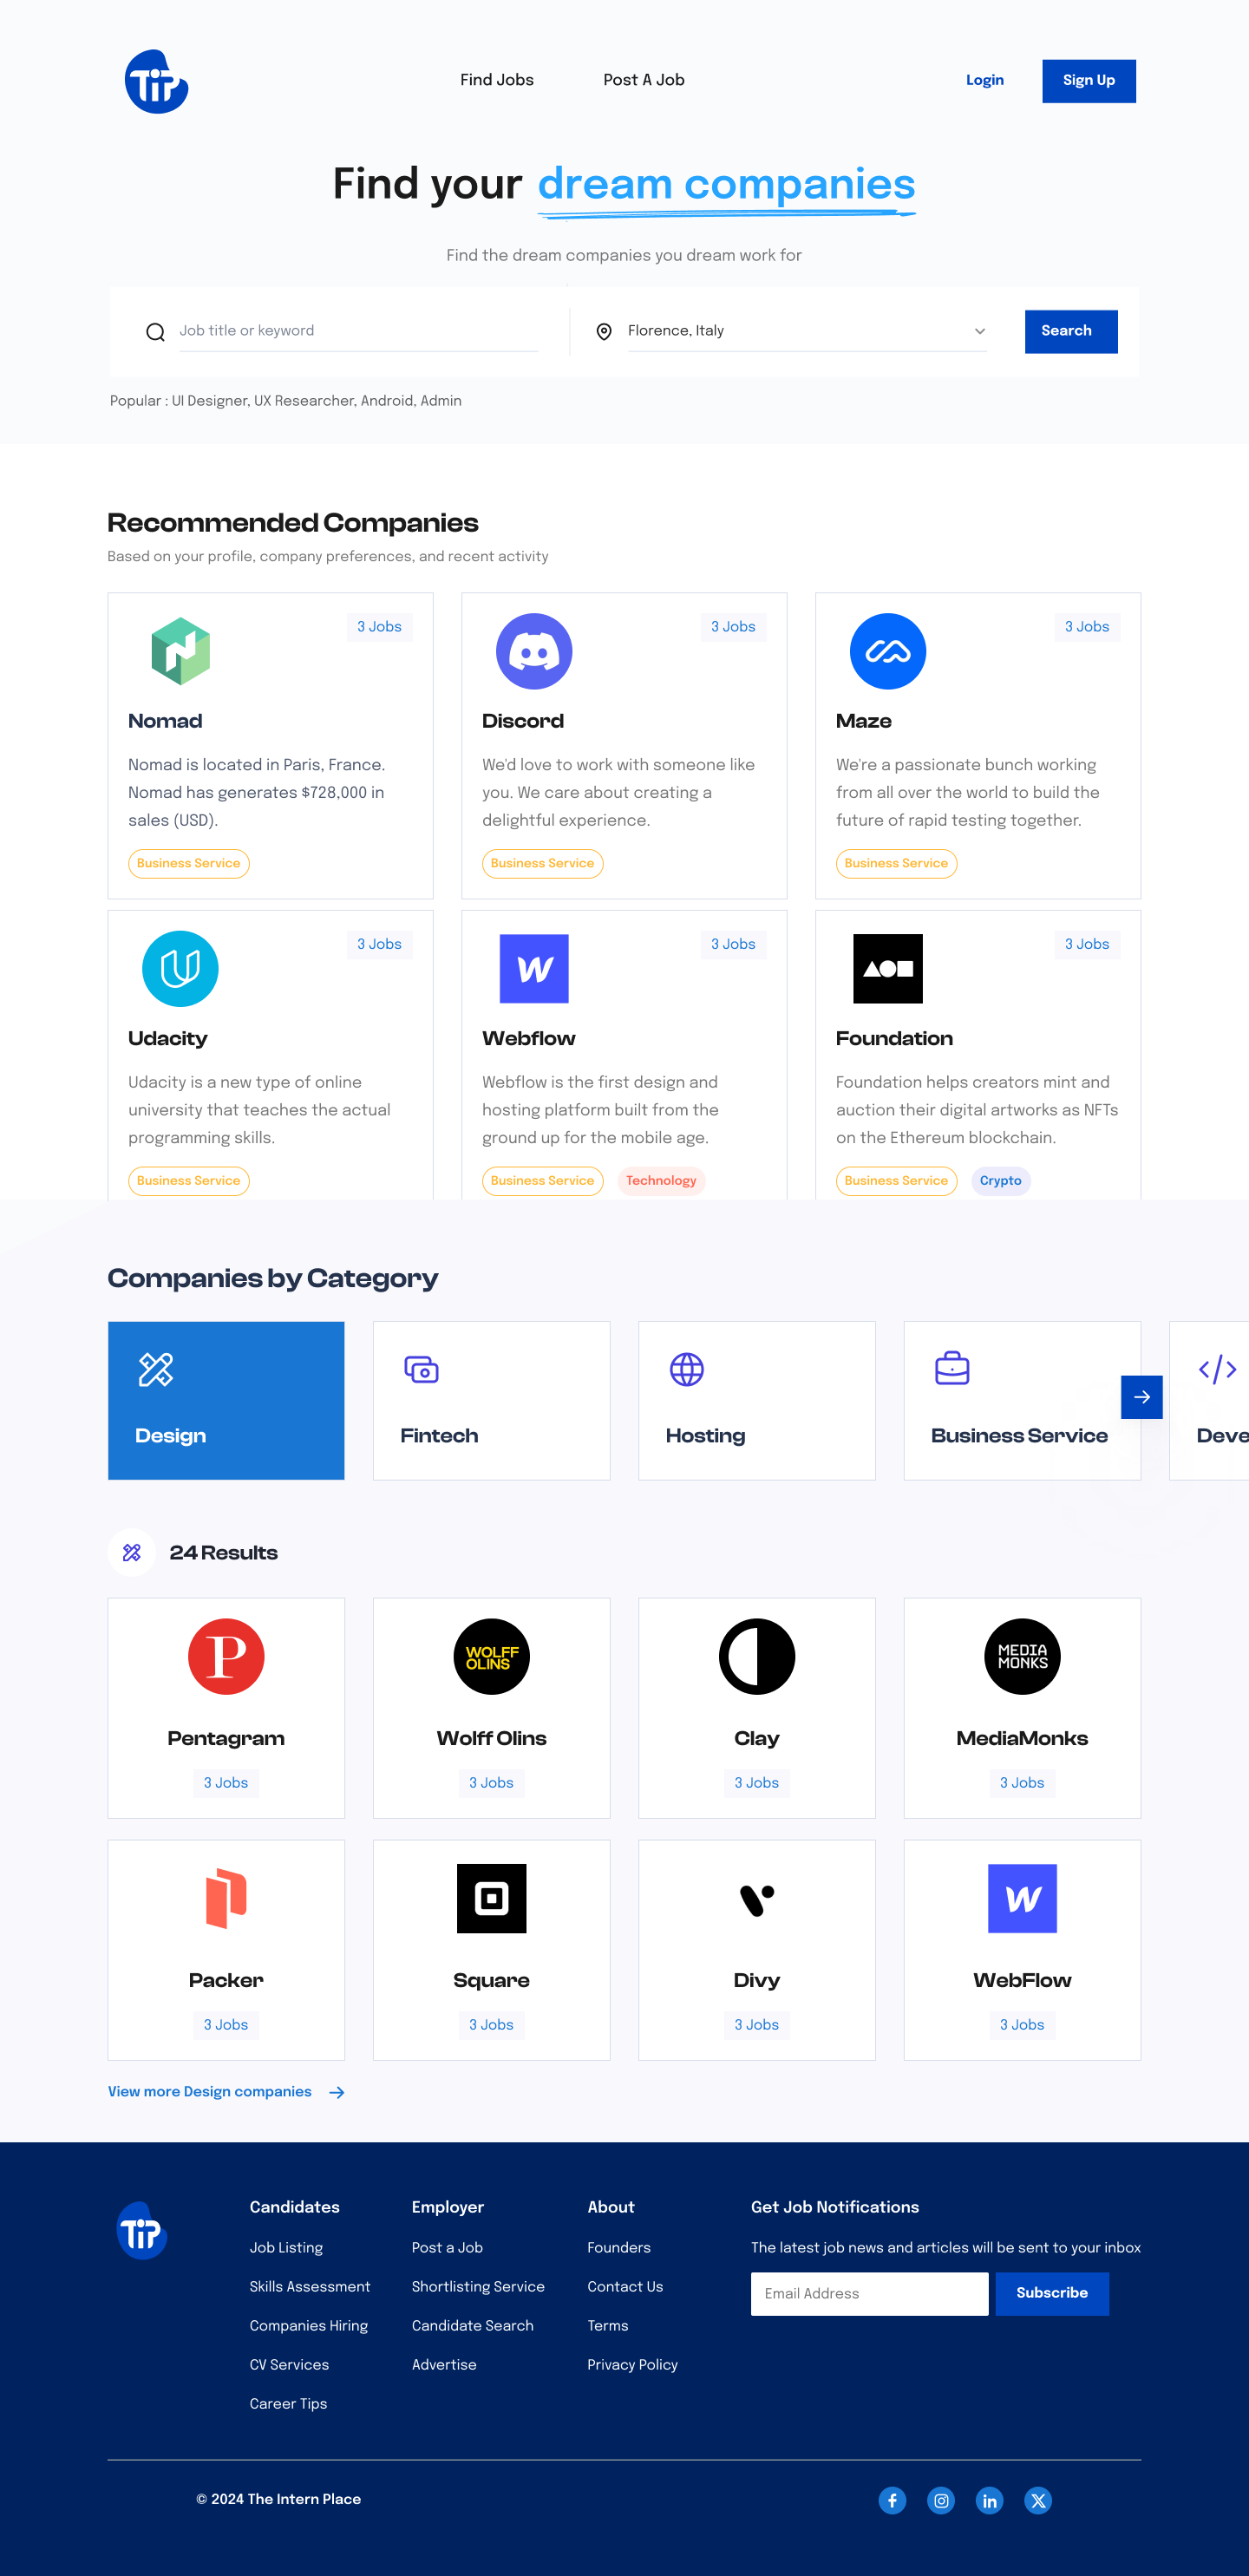 TiP
Find Jobs
Post A Job
Login
Sign Up
Find your dream companies
Find the dream companies you dream work for
Job title or keyword
Florence, Italy
Search
Popular : UI Designer, UX Researcher, Android, Admin
Recommended Companies
Based on your profile, company preferences, and recent activity
3 Jobs
Nomad
Nomad is located in Paris, France.
Nomad has generates $728,000 in
sales (USD).
Business Service
3 Jobs
Discord
We'd love to work with someone like
you. We care about creating a
delightful experience.
Business Service
3 Jobs
Maze
We're a passionate bunch working
from all over the world to build the
future of rapid testing together.
Business Service
3 Jobs
Udacity
Udacity is a new type of online
university that teaches the actual
programming skills.
Business Service
W
3 Jobs
Webflow
Webflow is the first design and
hosting platform built from the
ground up for the mobile age.
Business Service
Technology
3 Jobs
Foundation
Foundation helps creators mint and
auction their digital artworks as NFTs
on the Ethereum blockchain.
Business Service
Crypto
Companies by Category
Design
Fintech
Hosting
Business Service
Deve
24 Results
P
Pentagram
3 Jobs
WOLFF
OLINS
Wolff Olins
3 Jobs
Clay
3 Jobs
MEDIA
MONKS
MediaMonks
3 Jobs
Packer
3 Jobs
Square
3 Jobs
Divy
3 Jobs
W
WebFlow
3 Jobs
View more Design companies
TiP
Candidates
Job Listing
Skills Assessment
Companies Hiring
CV Services
Career Tips
Employer
Post a Job
Shortlisting Service
Candidate Search
Advertise
About
Founders
Contact Us
Terms
Privacy Policy
Get Job Notifications
The latest job news and articles will be sent to your inbox
Email Address
Subscribe
© 2024 The Intern Place